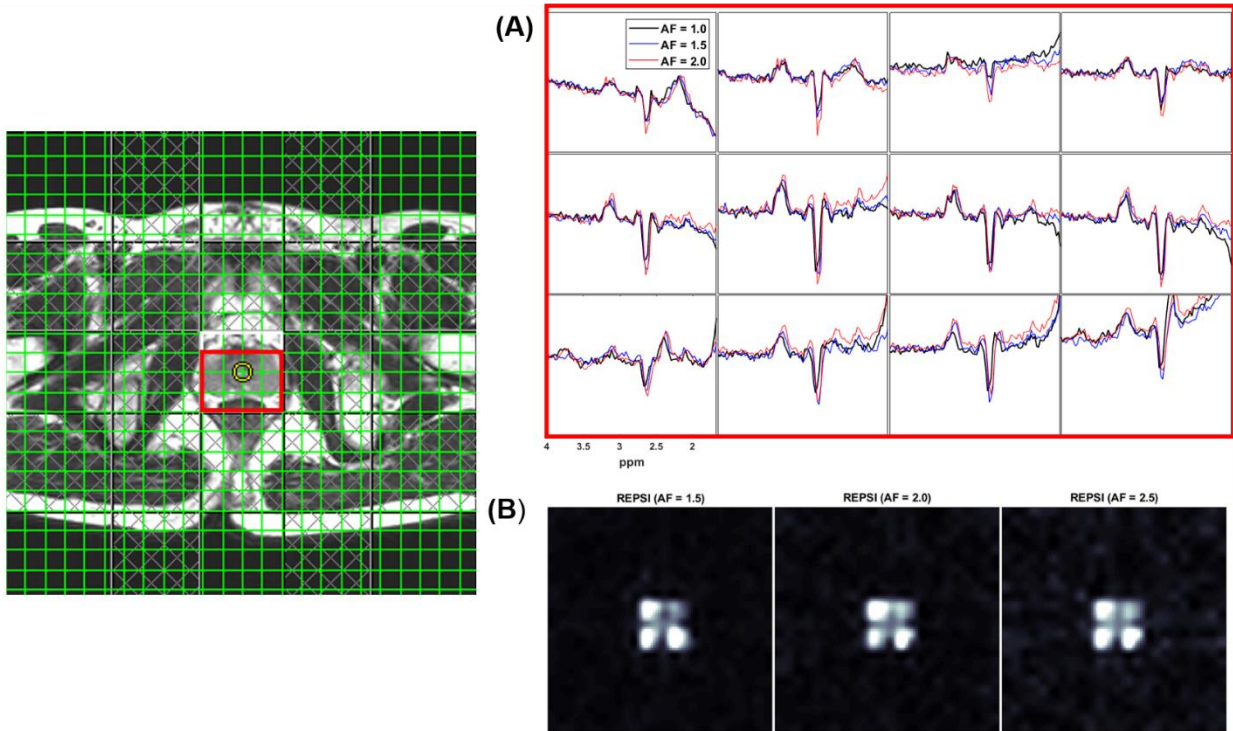 (A)
AF = 1.0
AF = 1.5
AF = 2.0
4 3.5 3 2.5 2
ppm
(B)
REPSI (AF = 1.5) REPSI (AF = 2.0) REPSI (AF = 2.5)